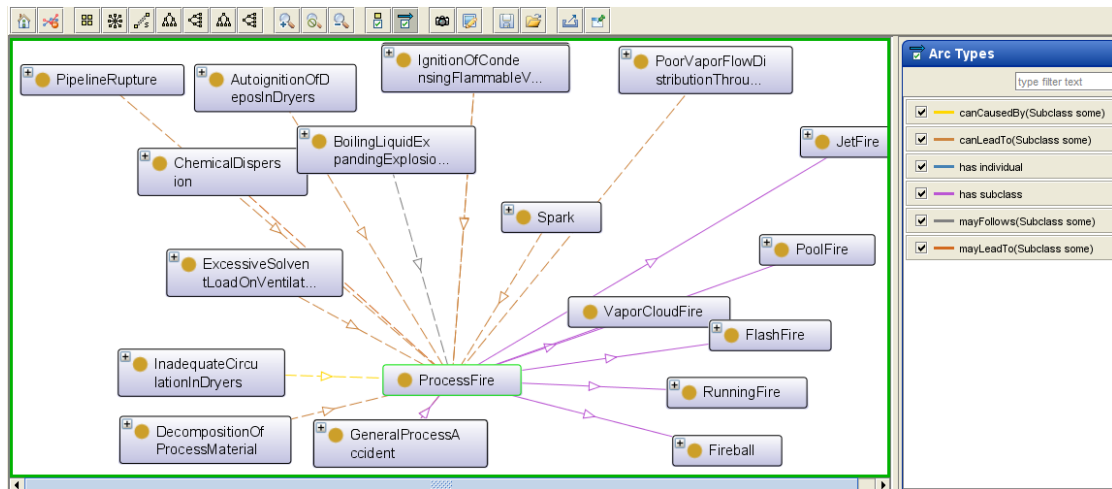 PipelineRupture
AutoignitionOfD
eposInDryers
IgnitionOfConde
nsingFlammableV...
PoorVaporFlowDi
stributionThrou...
BoilingLiquidEx
pandingExplosio...
JetFire
ChemicalDispers
ion
Spark
PoolFire
ExcessiveSolven
tLoadOnVentilat...
VaporCloudFire
FlashFire
InadequateCircu
lationInDryers
ProcessFire
RunningFire
DecompositionOf
ProcessMaterial
GeneralProcessA
ccident
Fireball
Arc Types
type filter text
canCausedBy(Subclass some)
canLeadTo(Subclass some)
has individual
has subclass
mayFollows(Subclass some)
mayLeadTo(Subclass some)